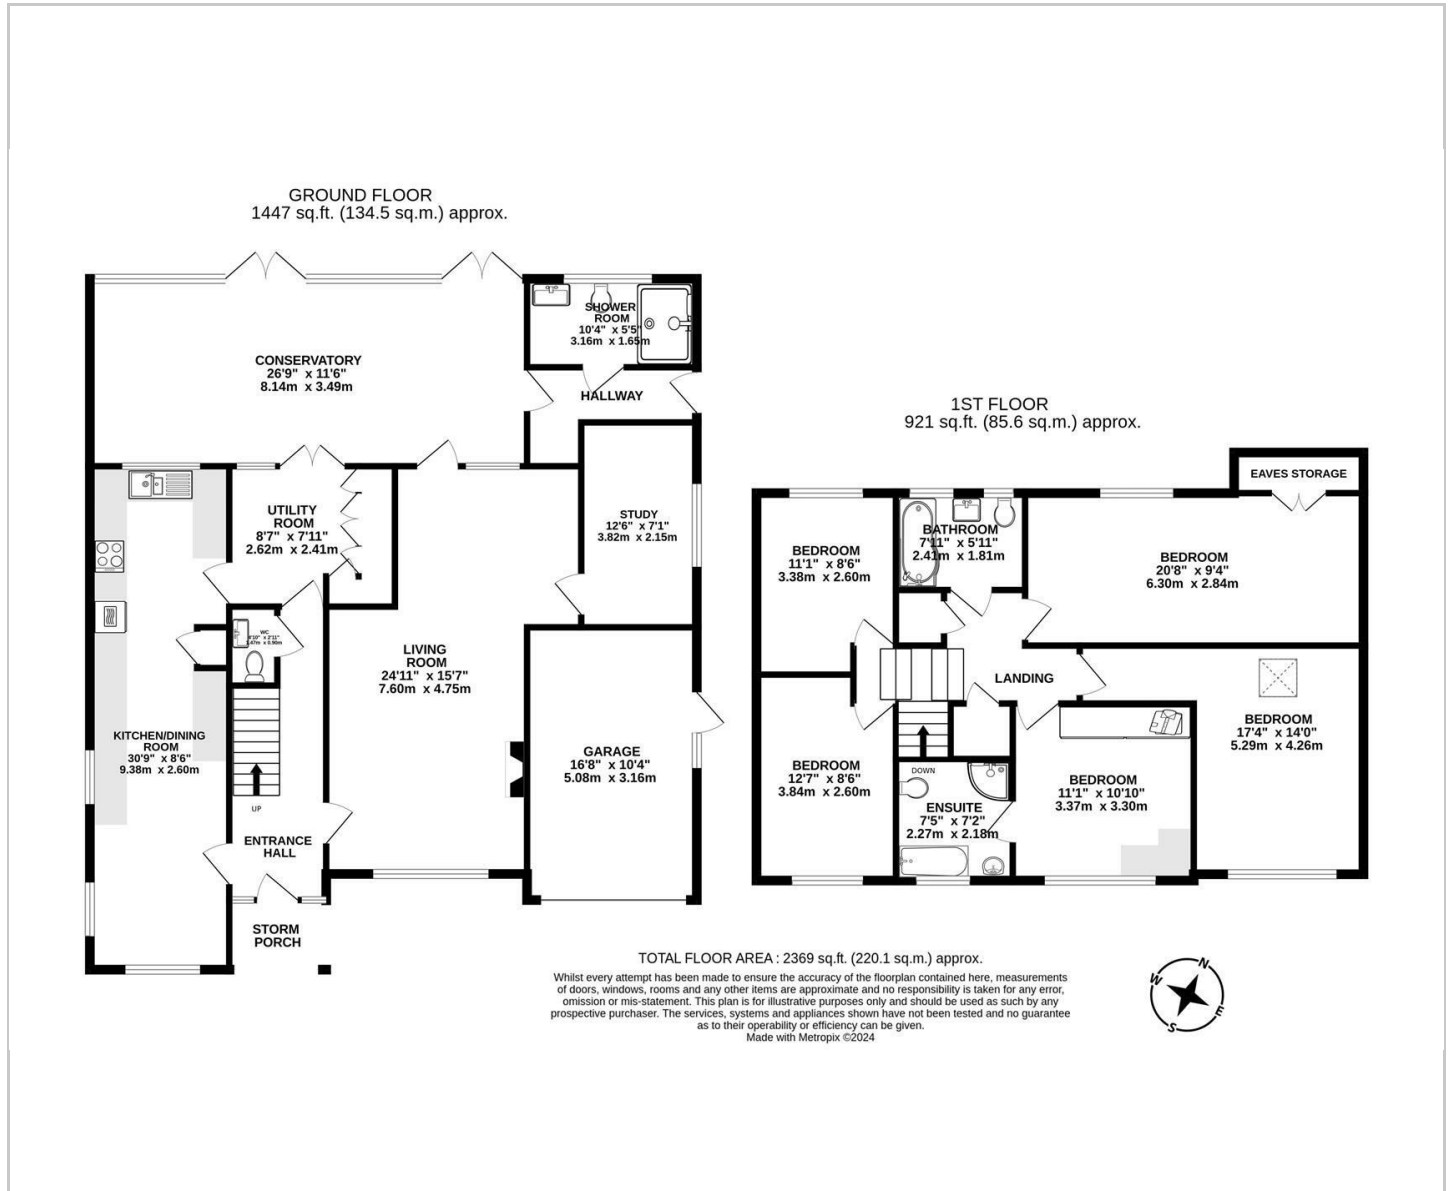 GROUND FLOOR
1447 sq.ft. (134.5 sq.m.) approx.
SHOWER
ROOM
10'4" x 5'5"
3.16m x 1.65m
CONSERVATORY
26'9" x 11'6"
8.14m x 3.49m
HALLWAY
UTILITY
ROOM
8'7" x 7'11"
2.62m x 2.41m
STUDY
12'6" x 7'1"
3.82m x 2.15m
WC
4'10" x 2'11"
1.47m x 0.90m
LIVING
ROOM
24'11" x 15'7"
7.60m x 4.75m
KITCHEN/DINING
ROOM
30'9" x 8'6"
9.38m x 2.60m
GARAGE
16'8" x 10'4"
5.08m x 3.16m
UP
ENTRANCE
HALL
STORM
PORCH
1ST FLOOR
921 sq.ft. (85.6 sq.m.) approx.
EAVES STORAGE
BEDROOM
11'1" x 8'6"
3.38m x 2.60m
BATHROOM
7'11" x 5'11"
2.41m x 1.81m
BEDROOM
20'8" x 9'4"
6.30m x 2.84m
LANDING
BEDROOM
17'4" x 14'0"
5.29m x 4.26m
BEDROOM
12'7" x 8'6"
3.84m x 2.60m
DOWN
ENSUITE
7'5" x 7'2"
2.27m x 2.18m
BEDROOM
11'1" x 10'10"
3.37m x 3.30m
TOTAL FLOOR AREA : 2369 sq.ft. (220.1 sq.m.) approx.
Whilst every attempt has been made to ensure the accuracy of the floorplan contained here, measurements
of doors, windows, rooms and any other items are approximate and no responsibility is taken for any error,
omission or mis-statement. This plan is for illustrative purposes only and should be used as such by any
prospective purchaser. The services, systems and appliances shown have not been tested and no guarantee
as to their operability or efficiency can be given.
Made with Metropix ©2024
N
W
E
S